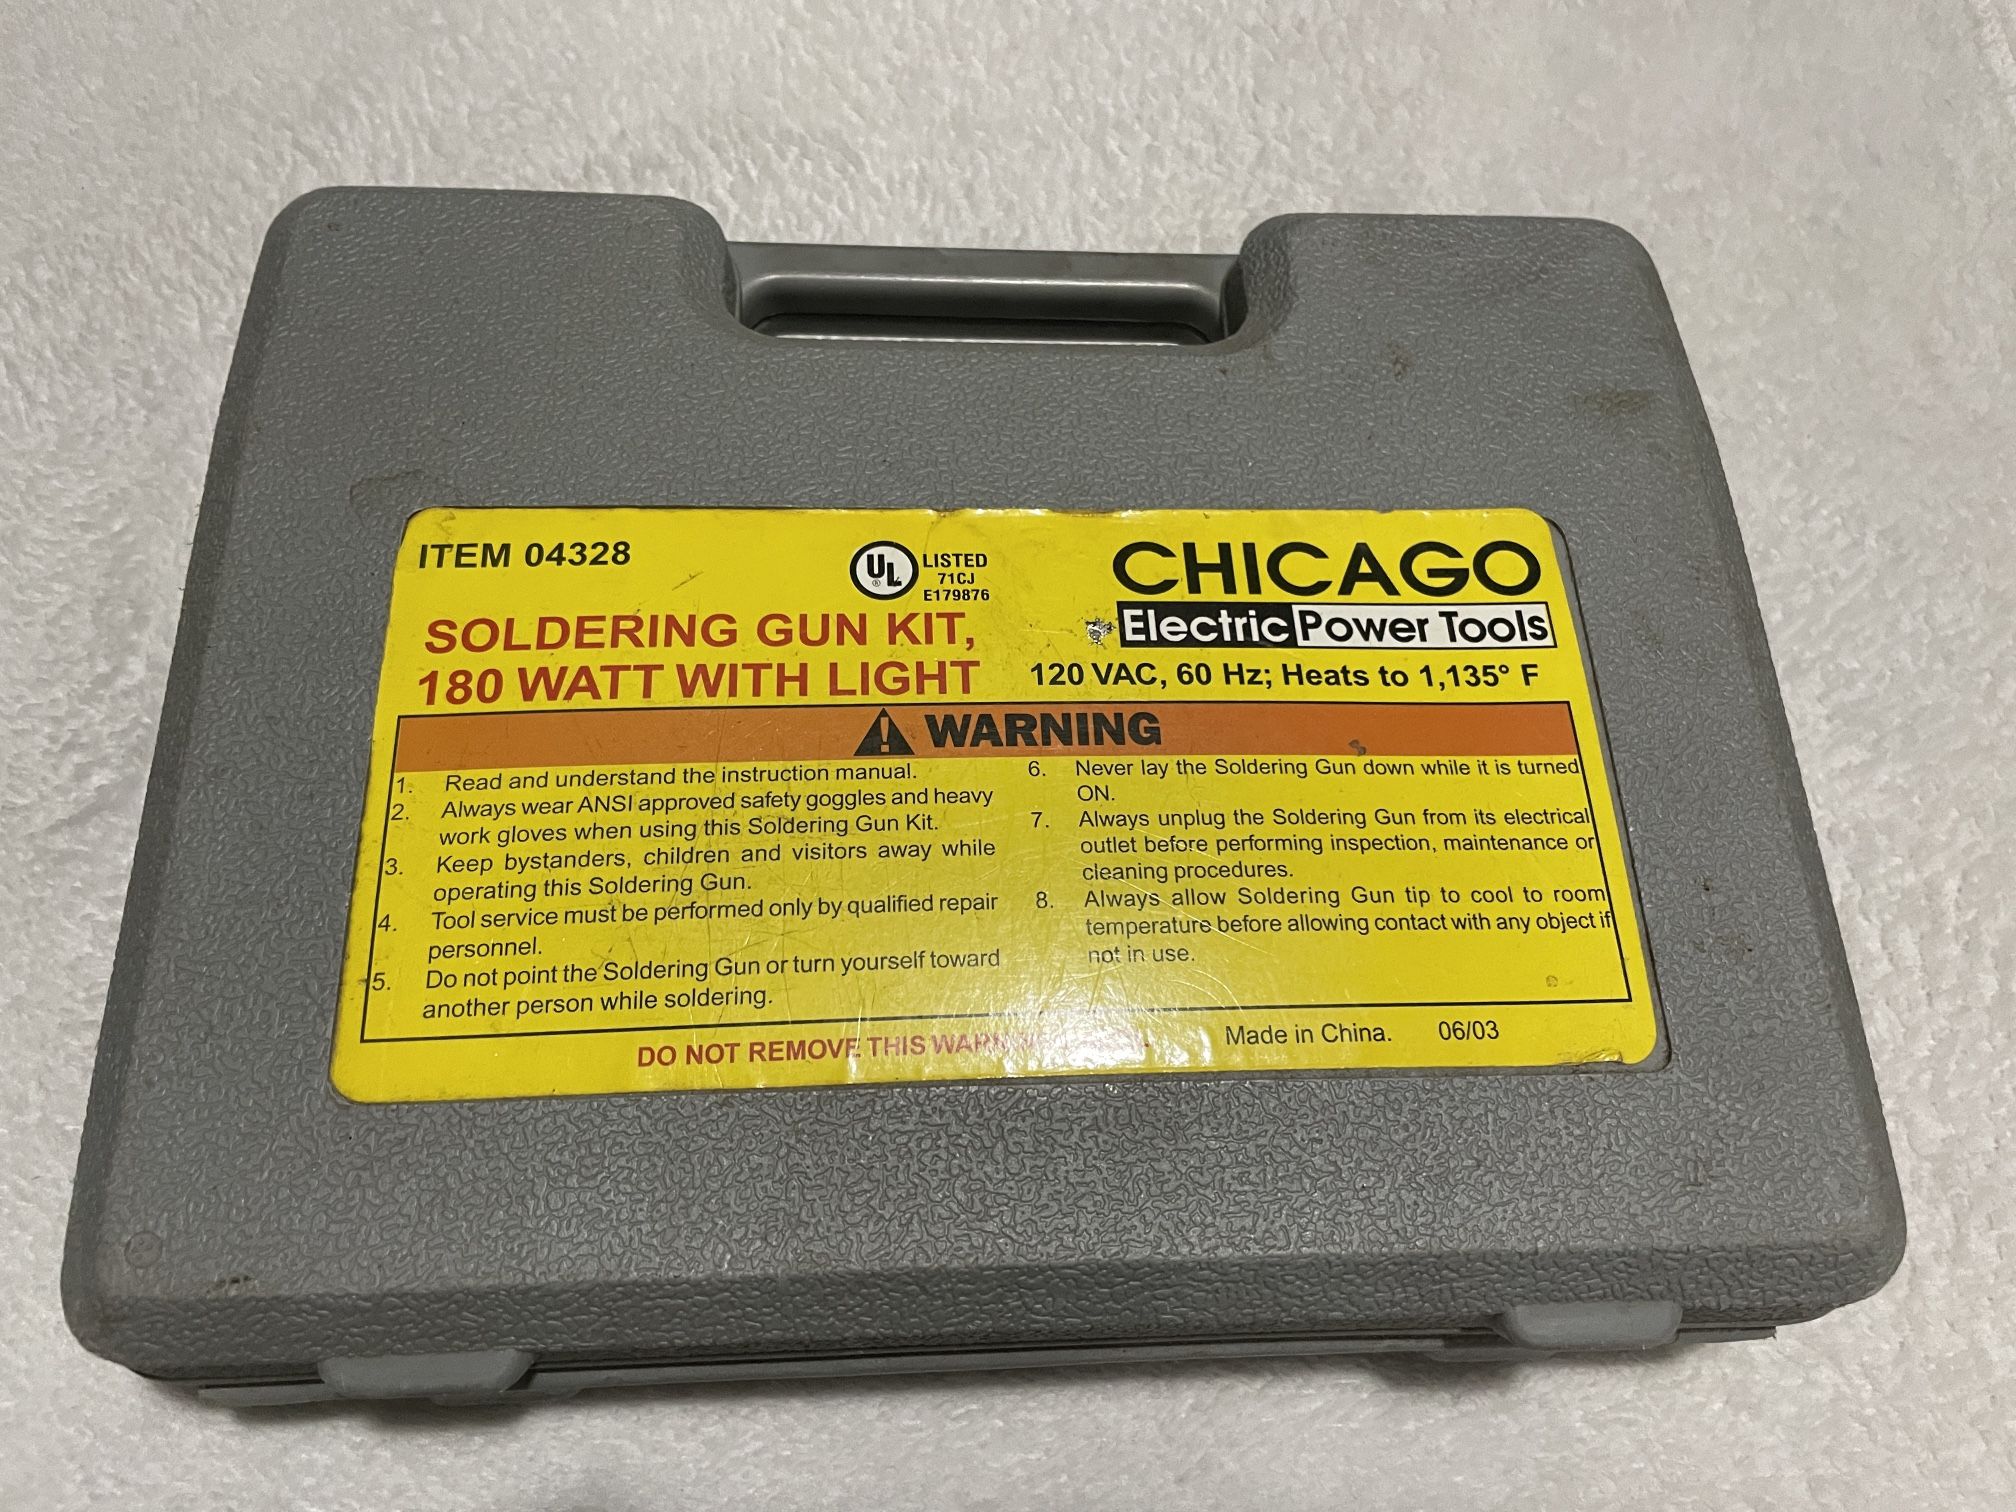 ITEM 04328
UL
LISTED
71CJ
E179876
CHICAGO
Electric Power Tools
SOLDERING GUN KIT,
180 WATT WITH LIGHT
120 VAC, 60 Hz; Heats to 1,135° F
WARNING
1. Read and understand the instruction manual.
2. Always wear ANSI approved safety goggles and heavy
work gloves when using this Soldering Gun Kit.
3. Keep bystanders, children and visitors away while
operating this Soldering Gun.
4. Tool service must be performed only by qualified repair
personnel.
5. Do not point the Soldering Gun or turn yourself toward
another person while soldering.
6. Never lay the Soldering Gun down while it is turned
ON.
7. Always unplug the Soldering Gun from its electrical
outlet before performing inspection, maintenance or
cleaning procedures.
8. Always allow Soldering Gun tip to cool to room
temperature before allowing contact with any object if
not in use.
DO NOT REMOVE THIS
Made in China. 06/03